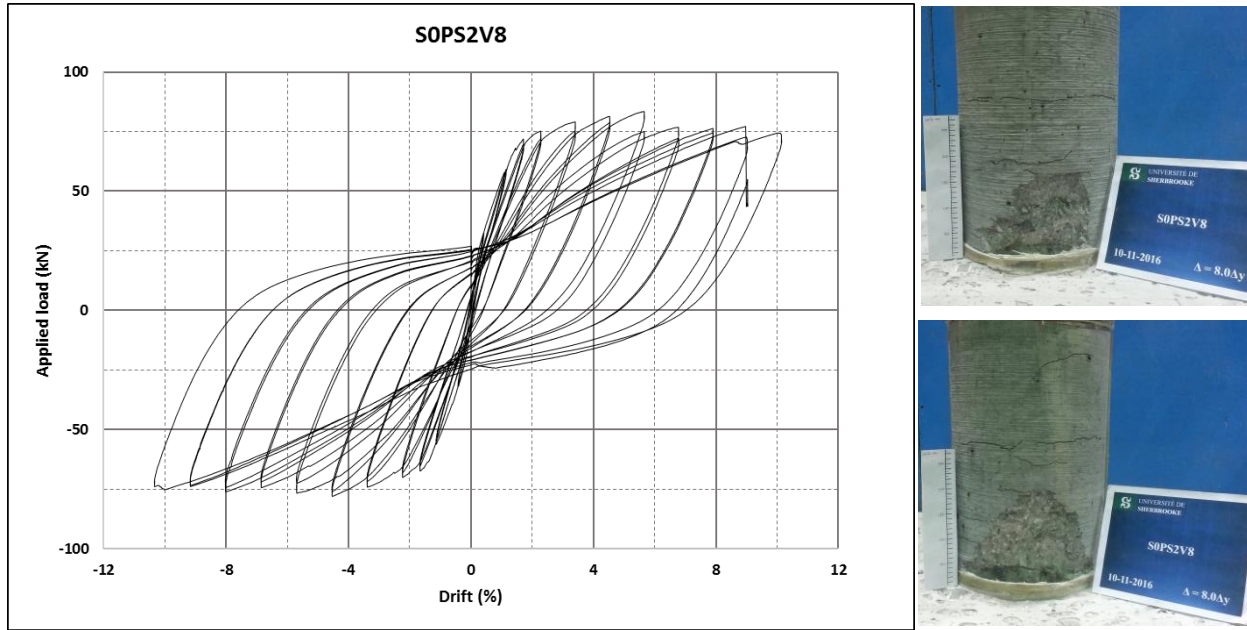 S0PS2V8
100
50
0
-50
-100
-12
-8
-4
0
4
8
12
Applied load (kN)
Drift (%)
UNIVERSITÉ DE
SHERBROOKE
S0PS2V8
10-11-2016
Δ = 8.0Δy
UNIVERSITÉ DE
SHERBROOKE
S0PS2V8
10-11-2016
Δ = 8.0Δy